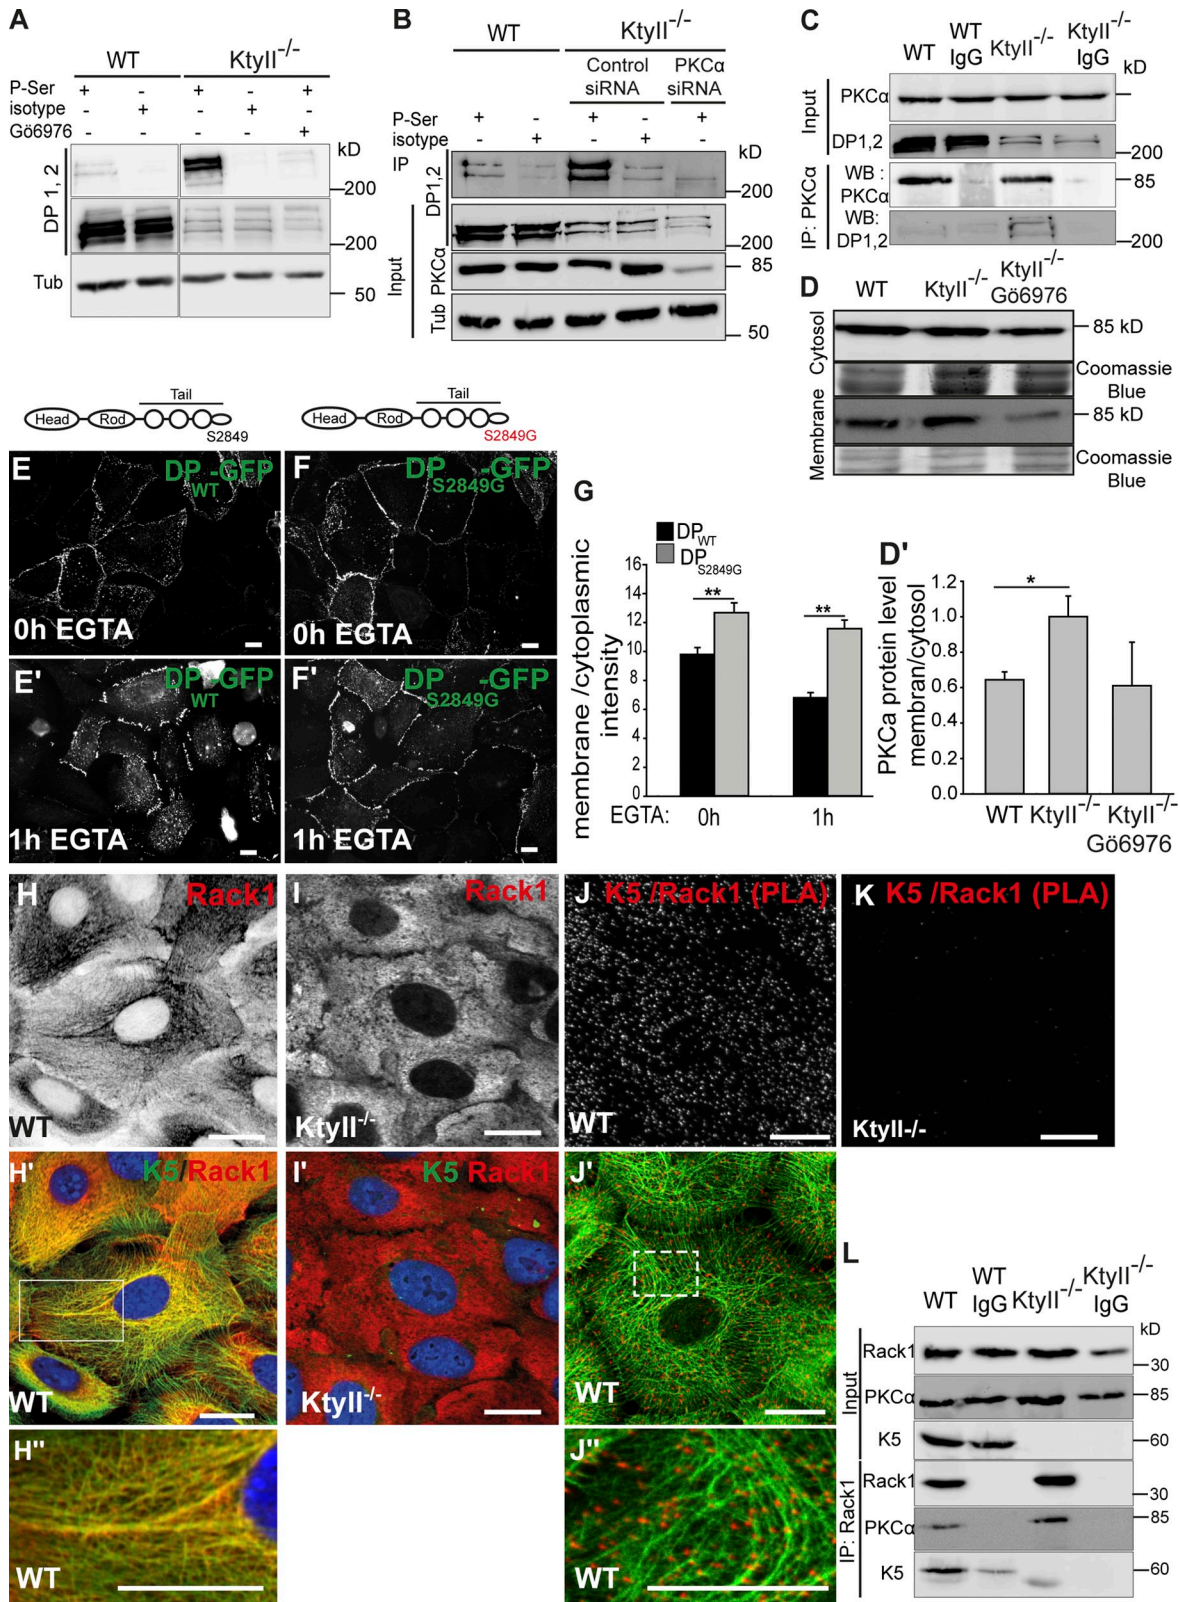 A
WT
KtyII-/-
P-Ser + - + - +
isotype - + - + -
Gö6976 - - - - +
kD
DP 1, 2
200
200
Tub
50
B
WT
KtyII-/-
Control siRNA
PKCα siRNA
P-Ser + - + - +
isotype - + - + -
IP
DP1,2
kD
200
Input
200
PKCα
85
Tub
50
C
WT
WT IgG
KtyII-/-
KtyII-/- IgG
kD
Input
PKCα
DP1,2
200
IP: PKCα
WB : PKCα
85
WB: DP1,2
200
D
WT
KtyII-/-
KtyII-/- Gö6976
Cytosol
85 kD
Coomassie Blue
Membrane
85 kD
Coomassie Blue
Tail
Head
Rod
S2849
Tail
Head
Rod
S2849G
E
DP WT -GFP
0h EGTA
F
DP S2849G -GFP
0h EGTA
E'
DP WT -GFP
1h EGTA
F'
DP S2849G -GFP
1h EGTA
G
DP WT
DP S2849G
membrane /cytoplasmic intensity
16
14
12
10
8
6
4
2
0
**
**
EGTA: 0h 1h
D'
PKCa protein level
membran/cytosol
1.2
1.0
0.8
0.6
0.4
0.2
0.0
*
WT KtyII-/- KtyII-/-
Gö6976
H
Rack1
WT
I
Rack1
KtyII-/-
J
K5 /Rack1 (PLA)
WT
K
K5 /Rack1 (PLA)
KtyII-/-
H'
K5/Rack1
WT
I'
K5 Rack1
KtyII-/-
J'
WT
H"
WT
J"
WT
L
WT
WT IgG
KtyII-/-
KtyII-/- IgG
kD
Input
Rack1
30
PKCα
85
K5
60
IP: Rack1
Rack1
30
PKCα
85
K5
60